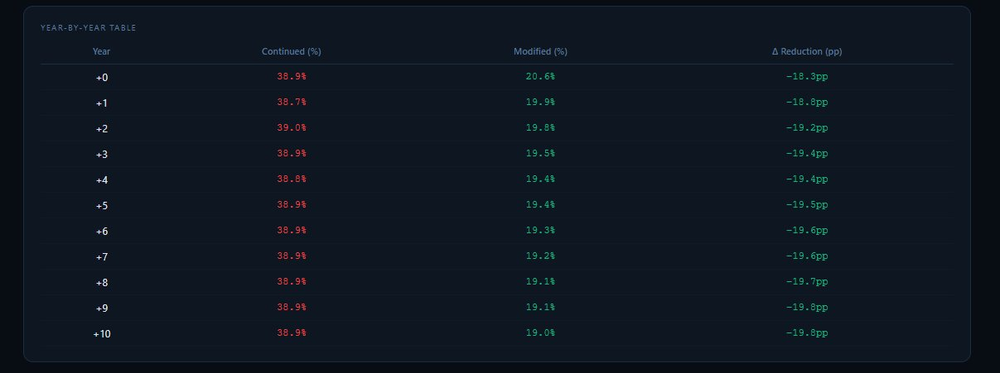 YEAR-BY-YEAR TABLE
Year Continued (%) Modified (%) Δ Reduction (pp)
+0 38.9% 20.6% −18.3pp
+1 38.7% 19.9% −18.8pp
+2 39.0% 19.8% −19.2pp
+3 38.9% 19.5% −19.4pp
+4 38.8% 19.4% −19.4pp
+5 38.9% 19.4% −19.5pp
+6 38.9% 19.3% −19.6pp
+7 38.9% 19.2% −19.6pp
+8 38.9% 19.1% −19.7pp
+9 38.9% 19.1% −19.8pp
+10 38.9% 19.0% −19.8pp